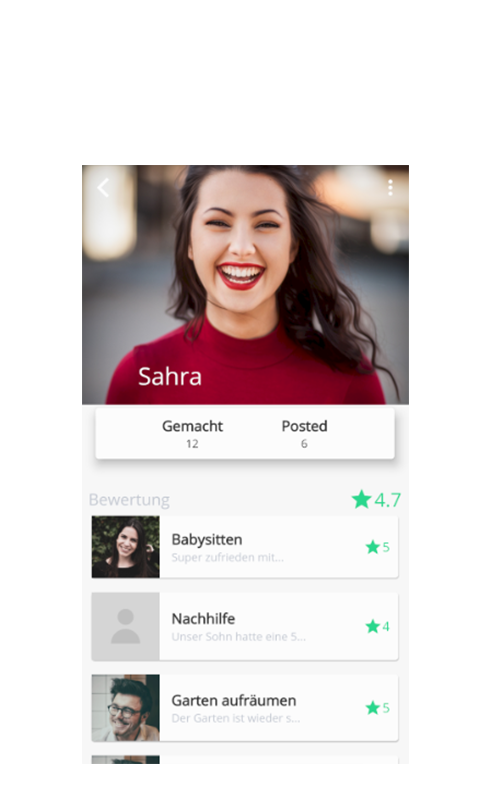 Sahra
Gemacht Posted
12 6
Bewertung 4.7
Babysitten
Super zufrieden mit... 5
Nachhilfe
Unser Sohn hatte eine 5... 4
Garten aufräumen
Der Garten ist wieder s... 5